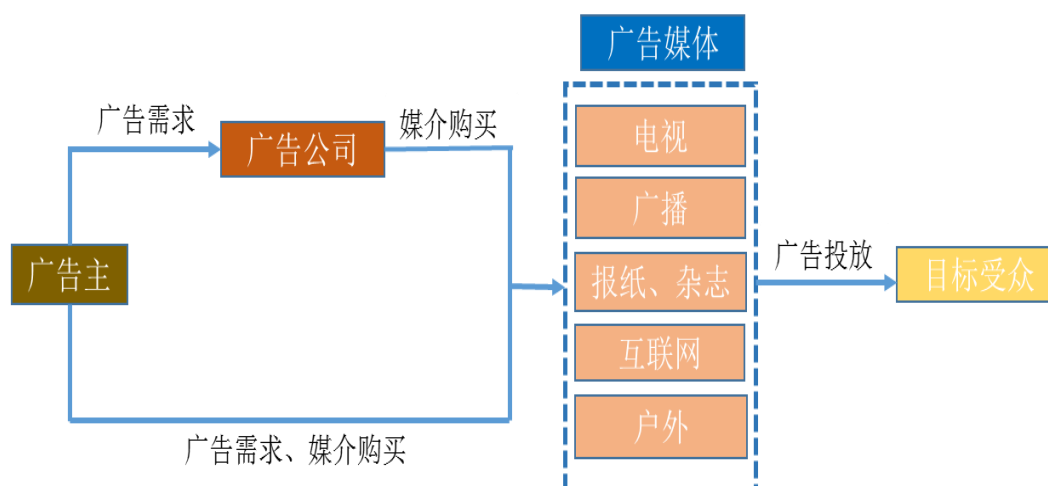 广告媒体
广告需求
广告公司
媒介购买
电视
广播
广告主
报纸、杂志
广告投放
目标受众
互联网
户外
广告需求、媒介购买